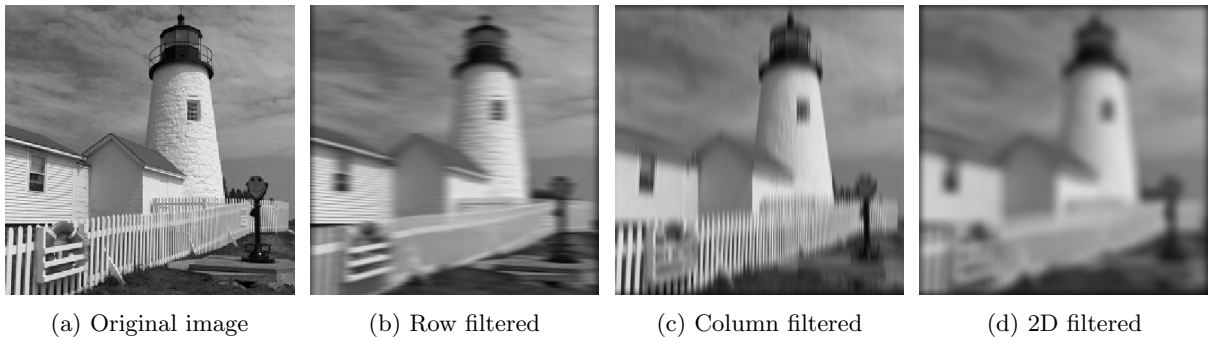 (a) Original image
(b) Row filtered
(c) Column filtered
(d) 2D filtered